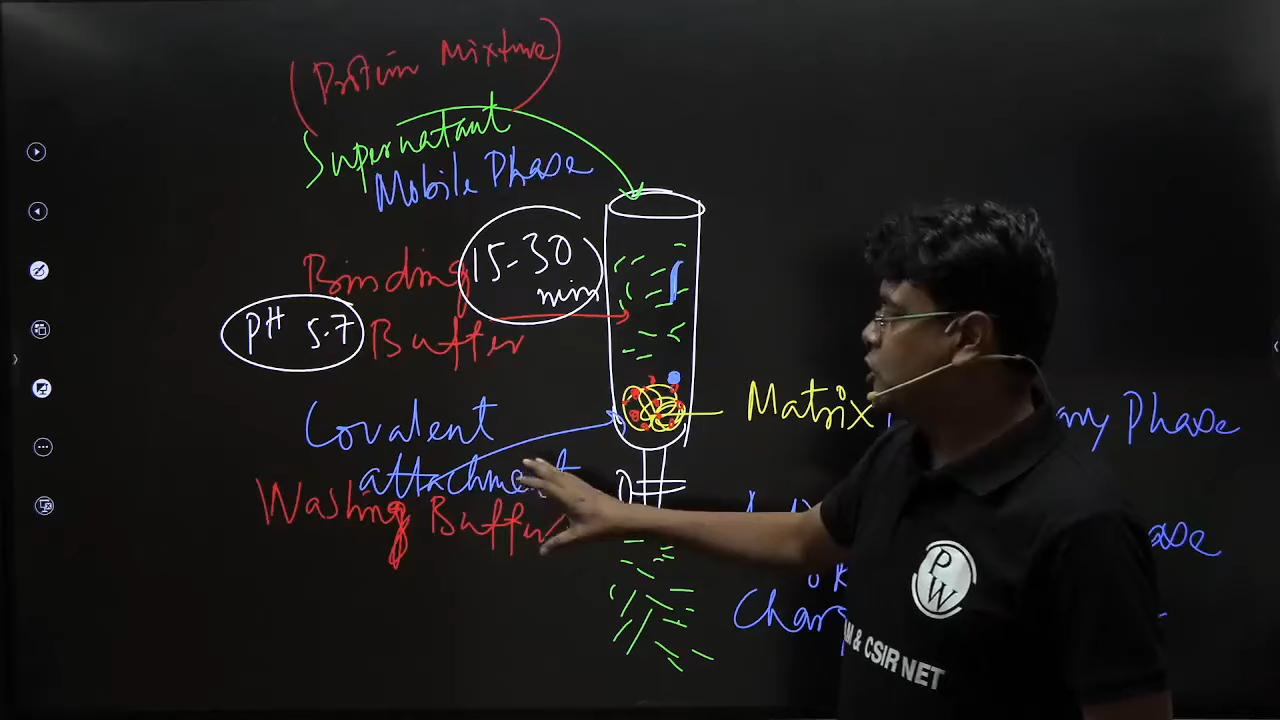 (Protein Mixture)
Supernatant
Mobile Phase
Binding
15-30
min
pH 5.7
Buffer
Matrix
Phase
Covalent
attachment
Washing Buffer
PW
& CSIR NET